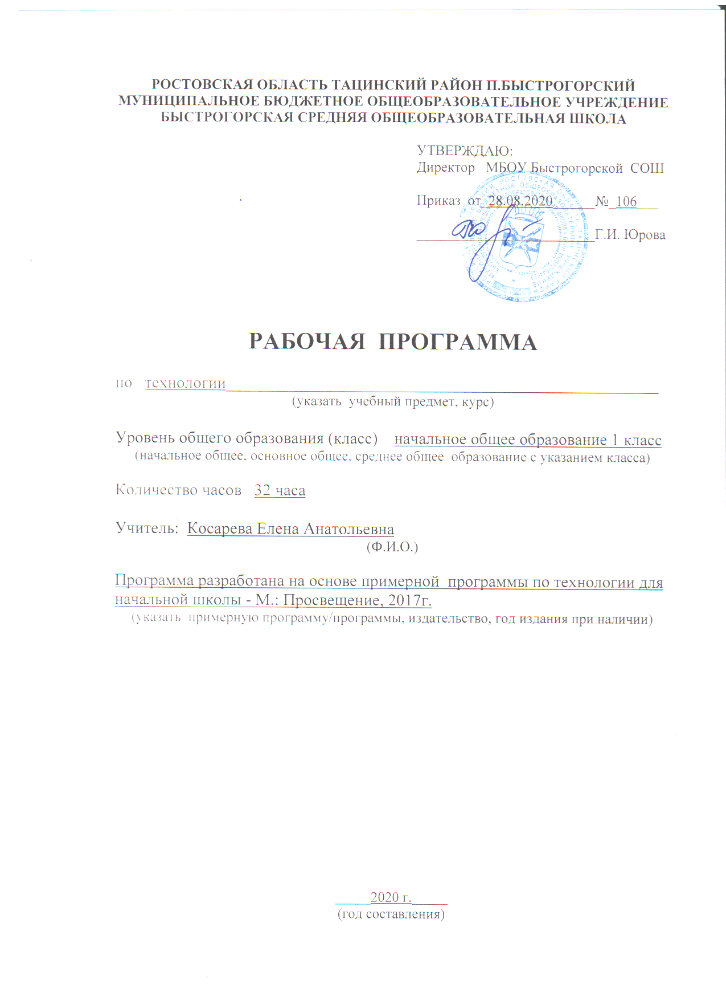 РОСТОВСКАЯ ОБЛАСТЬ ТАЦИНСКИЙ РАЙОН П.БЫСТРОГОРСКИЙ
МУНИЦИПАЛЬНОЕ БЮДЖЕТНОЕ ОБЩЕОБРАЗОВАТЕЛЬНОЕ УЧРЕЖДЕНИЕ
БЫСТРОГОРСКАЯ СРЕДНЯЯ ОБЩЕОБРАЗОВАТЕЛЬНАЯ ШКОЛА
УТВЕРЖДАЮ:
Директор МБОУ Быстрогорской СОШ
Приказ от 28.08.2020 № 106
Г.И. Юрова
РАБОЧАЯ ПРОГРАММА
по технологии
(указать учебный предмет, курс)
Уровень общего образования (класс) начальное общее образование 1 класс
(начальное общее, основное общее, среднее общее образование с указанием класса)
Количество часов 32 часа
Учитель: Косарева Елена Анатольевна
(Ф.И.О.)
Программа разработана на основе примерной программы по технологии для
начальной школы - М.: Просвещение, 2017г.
(указать примерную программу/программы, издательство, год издания при наличии)
2020 г.
(год составления)